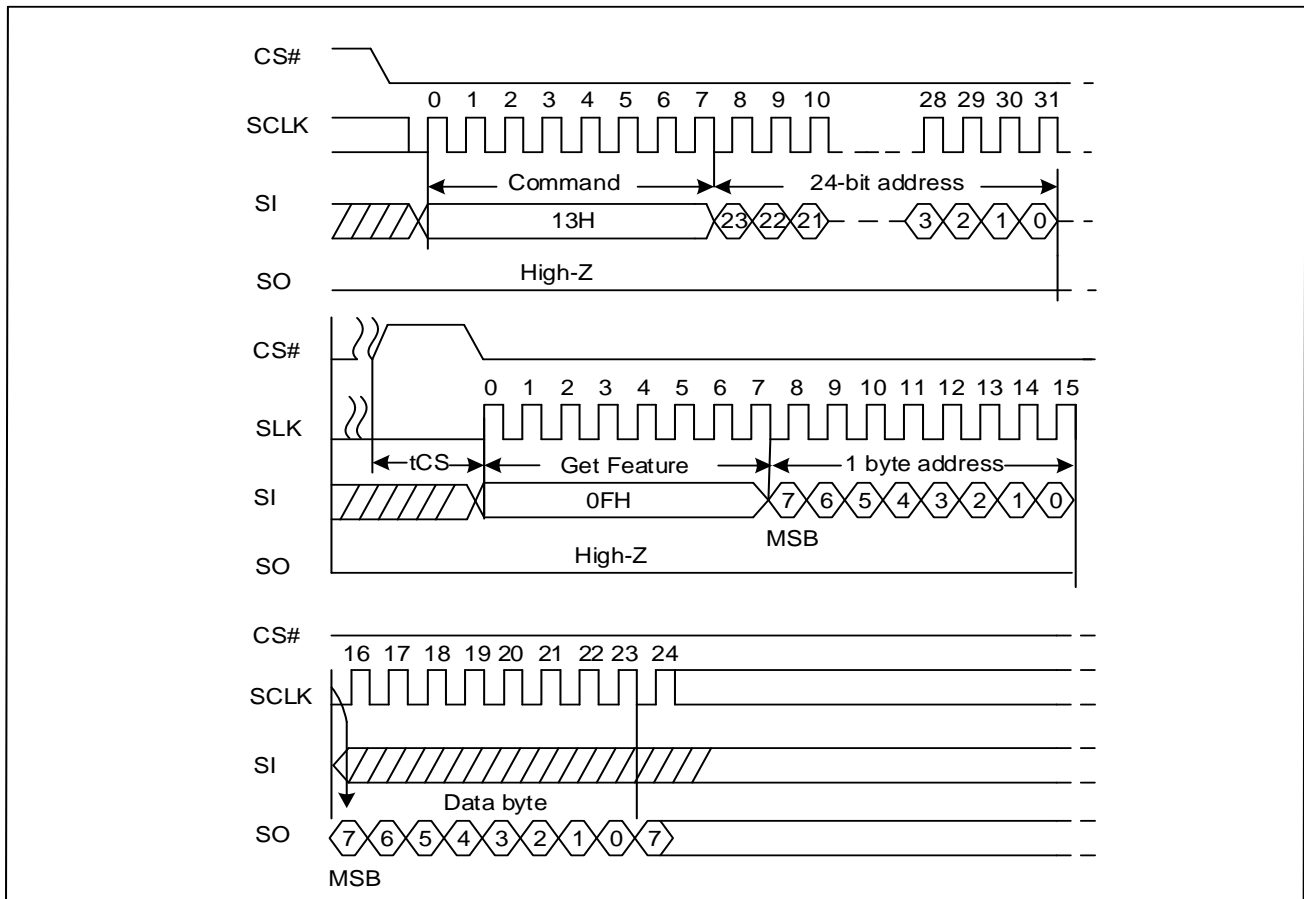 CS#
0 1 2 3 4 5 6 7 8 9 10 28 29 30 31
SCLK
Command 24-bit address
SI
13H 23 22 21 3 2 1 0
High-Z
SO
CS#
0 1 2 3 4 5 6 7 8 9 10 11 12 13 14 15
SLK
tCS Get Feature 1 byte address
SI 0FH 7 6 5 4 3 2 1 0
MSB
High-Z
SO
CS#
16 17 18 19 20 21 22 23 24
SCLK
SI
Data byte
SO 7 6 5 4 3 2 1 0 7
MSB